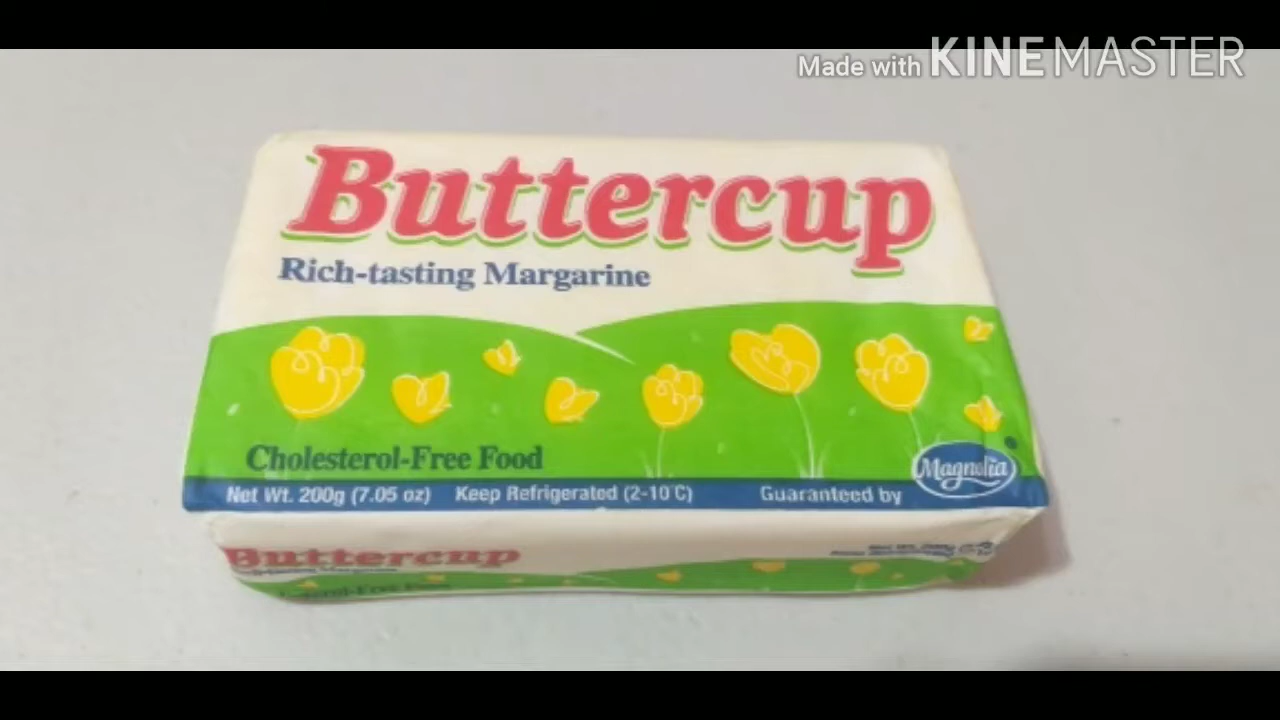 Made with KINEMASTER
Buttercup
Rich-tasting Margarine
Cholesterol-Free Food
Magnolia
Net Wt. 200g (7.05 oz) Keep Refrigerated (2-10°C) Guaranteed by
Buttercup